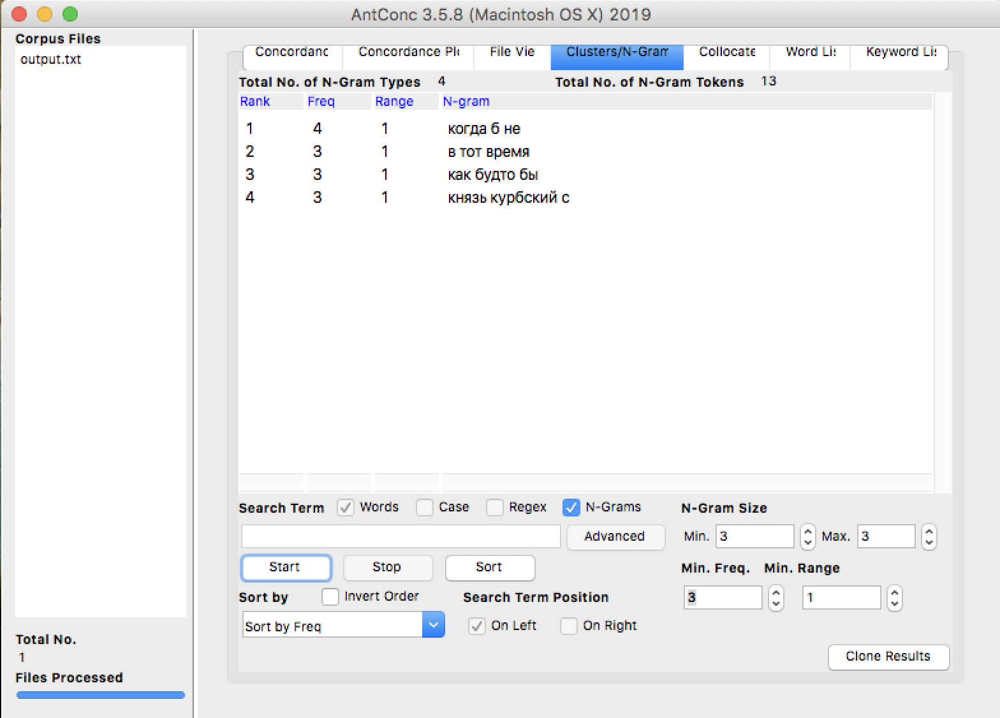 AntConc 3.5.8 (Macintosh OS X) 2019
Corpus Files
output.txt
Total No.
1
Files Processed
Concordanc Concordance Plo File Vie Clusters/N-Gram Collocate Word Lis Keyword Lis
Total No. of N-Gram Types 4 Total No. of N-Gram Tokens 13
Rank Freq Range N-gram
1 4 1 когда б не
2 3 1 в тот время
3 3 1 как будто бы
4 3 1 князь курбский с
Search Term Words Case Regex N-Grams N-Gram Size
Advanced Min. 3 Max. 3
Start Stop Sort Min. Freq. Min. Range
Sort by Invert Order Search Term Position 3 1
Sort by Freq On Left On Right
Clone Results